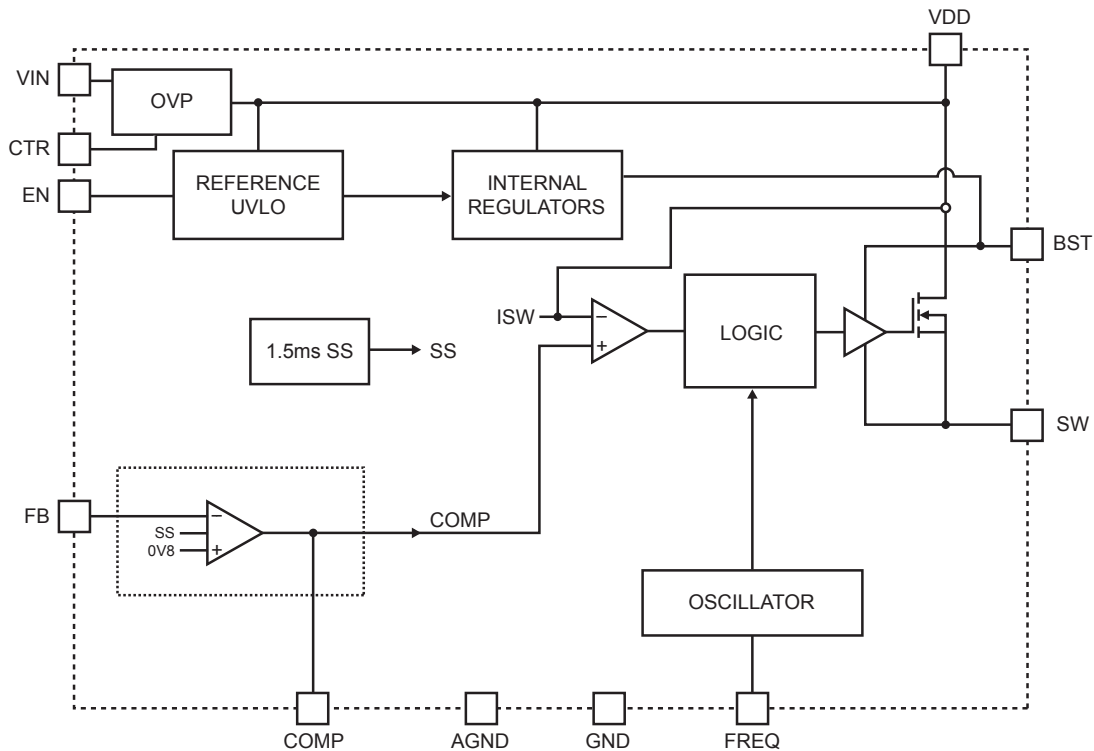 VDD
VIN
OVP
CTR
EN
REFERENCE
UVLO
INTERNAL
REGULATORS
BST
ISW
−
+
LOGIC
1.5ms SS
SS
SW
FB
−
SS
0V8
+
COMP
OSCILLATOR
COMP
AGND
GND
FREQ